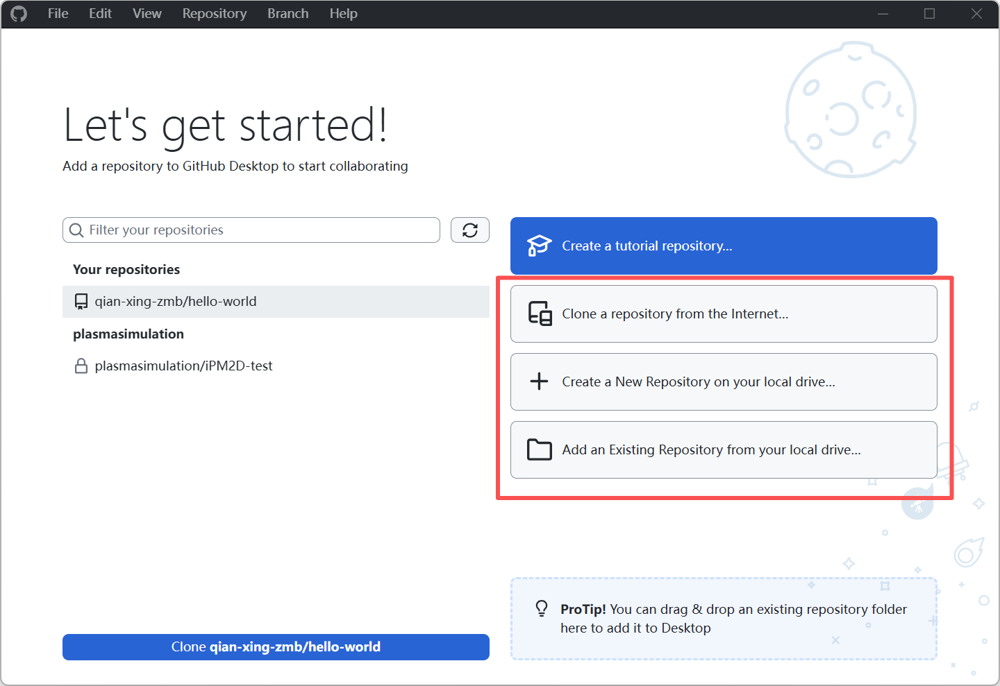 File Edit View Repository Branch Help
Let's get started!
Add a repository to GitHub Desktop to start collaborating
Filter your repositories
Your repositories
qian-xing-zmb/hello-world
plasmasimulation
plasmasimulation/iPM2D-test
Clone qian-xing-zmb/hello-world
Create a tutorial repository...
Clone a repository from the Internet...
Create a New Repository on your local drive...
Add an Existing Repository from your local drive...
ProTip! You can drag & drop an existing repository folder
here to add it to Desktop